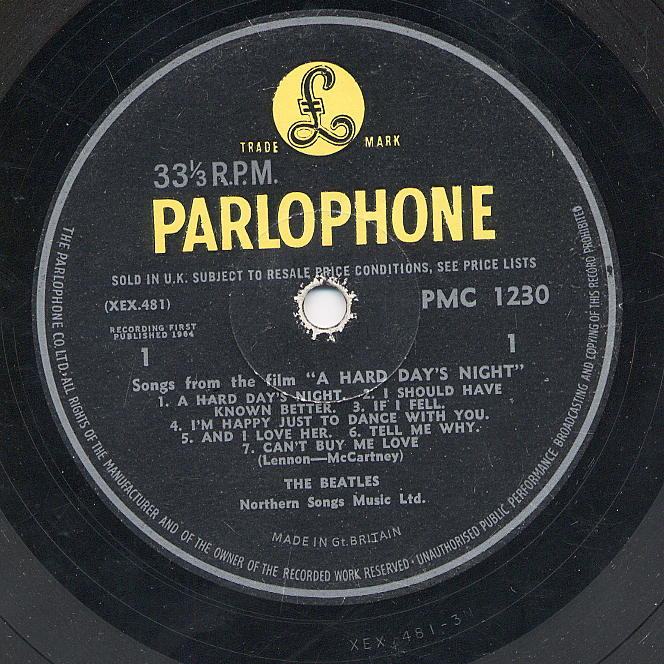 £
TRADE MARK
33⅓ R.P.M.
PARLOPHONE
SOLD IN U.K. SUBJECT TO RESALE PRICE CONDITIONS, SEE PRICE LISTS
(XEX.481) PMC 1230
RECORDING FIRST
PUBLISHED 1964
1 1
Songs from the film "A HARD DAY'S NIGHT"
1. A HARD DAY'S NIGHT. 2. I SHOULD HAVE
KNOWN BETTER. 3. IF I FELL.
4. I'M HAPPY JUST TO DANCE WITH YOU.
5. AND I LOVE HER. 6. TELL ME WHY.
7. CAN'T BUY ME LOVE
(Lennon—McCartney)
THE BEATLES
Northern Songs Music Ltd.
MADE IN Gt. BRITAIN
THE PARLOPHONE CO. LTD. ALL RIGHTS OF THE MANUFACTURER AND OF THE OWNER OF THE RECORDED WORK RESERVED · UNAUTHORISED PUBLIC PERFORMANCE BROADCASTING AND COPYING OF THIS RECORD PROHIBITED
XEX 481-3N